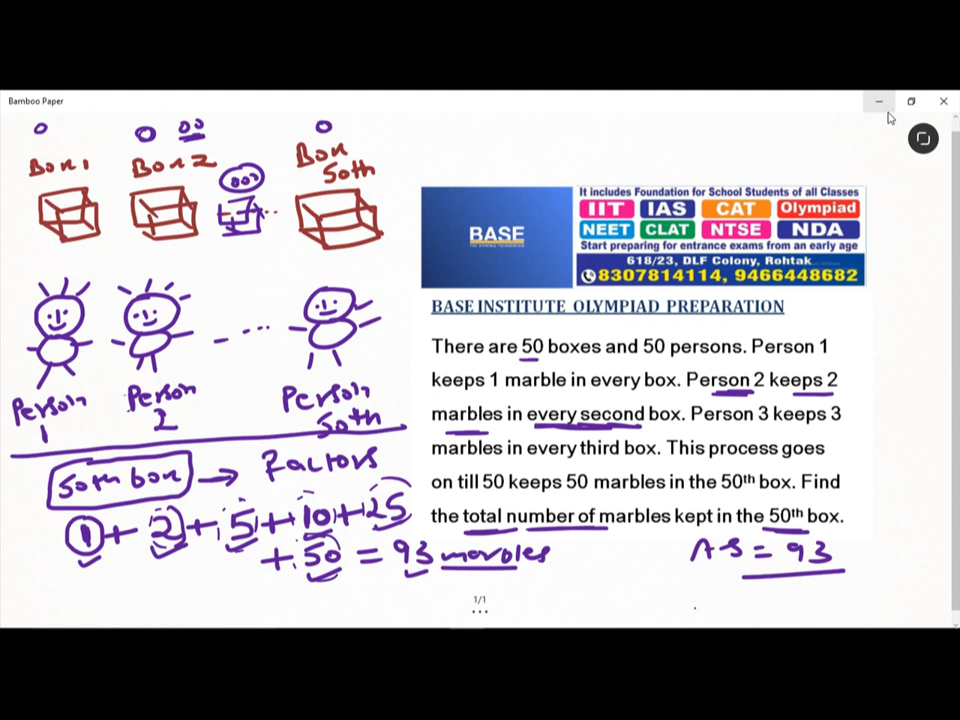 Bamboo Paper
Box 1
Box 2
Box
50th
Person
1
Person
2
Person
50th
50th box → Factors
1 + 2 + 5 + 10 + 25
+ 50 = 93 marbles
BASE
It includes Foundation for School Students of all Classes
IIT IAS CAT Olympiad
NEET CLAT NTSE NDA
Start preparing for entrance exams from an early age
618/23, DLF Colony, Rohtak
8307814114, 9466448682
BASE INSTITUTE OLYMPIAD PREPARATION
There are 50 boxes and 50 persons. Person 1
keeps 1 marble in every box. Person 2 keeps 2
marbles in every second box. Person 3 keeps 3
marbles in every third box. This process goes
on till 50 keeps 50 marbles in the 50th box. Find
the total number of marbles kept in the 50th box.
AS = 93
1/1